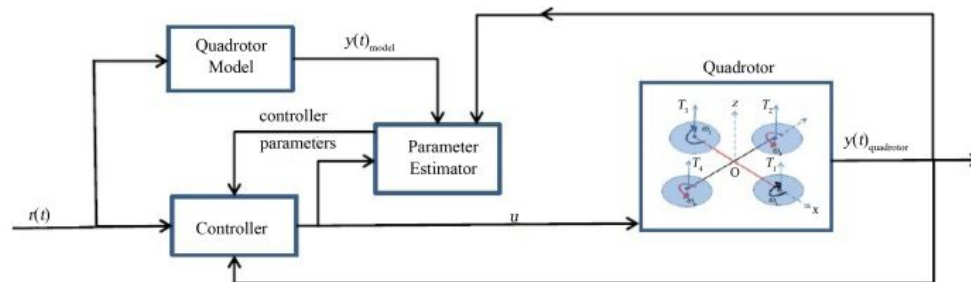 Quadrotor
Model
y(t)model
Quadrotor
controller
parameters
Parameter
Estimator
T3
z
T2
T4
O
T1
x
y(t)quadrotor
r(t)
Controller
u